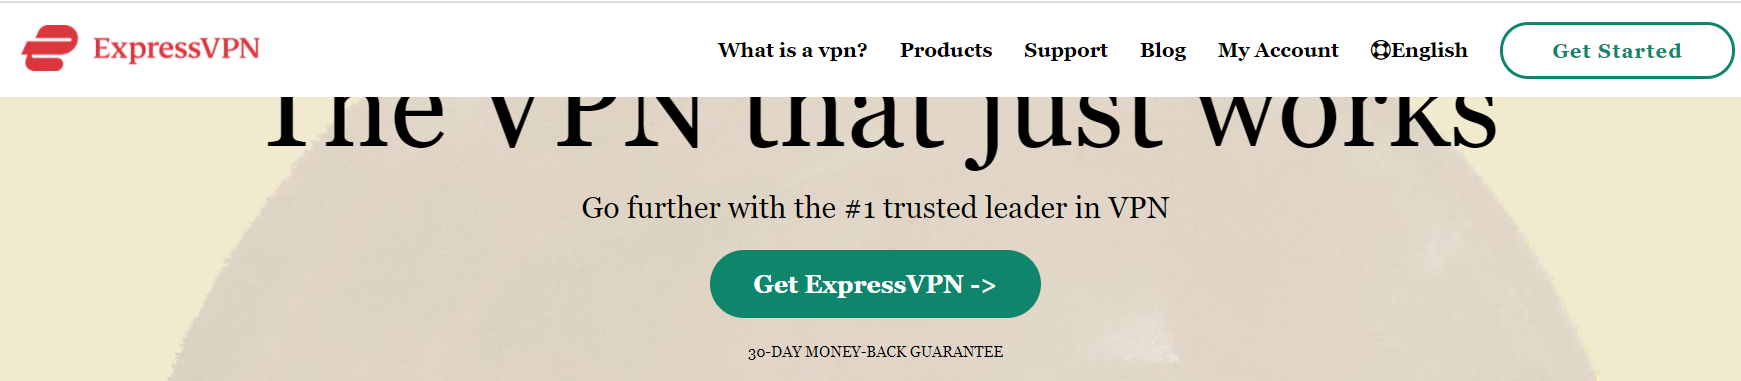 ExpressVPN
What is a vpn? Products Support Blog My Account English Get Started
The VPN that just works
Go further with the #1 trusted leader in VPN
Get ExpressVPN ->
30-DAY MONEY-BACK GUARANTEE